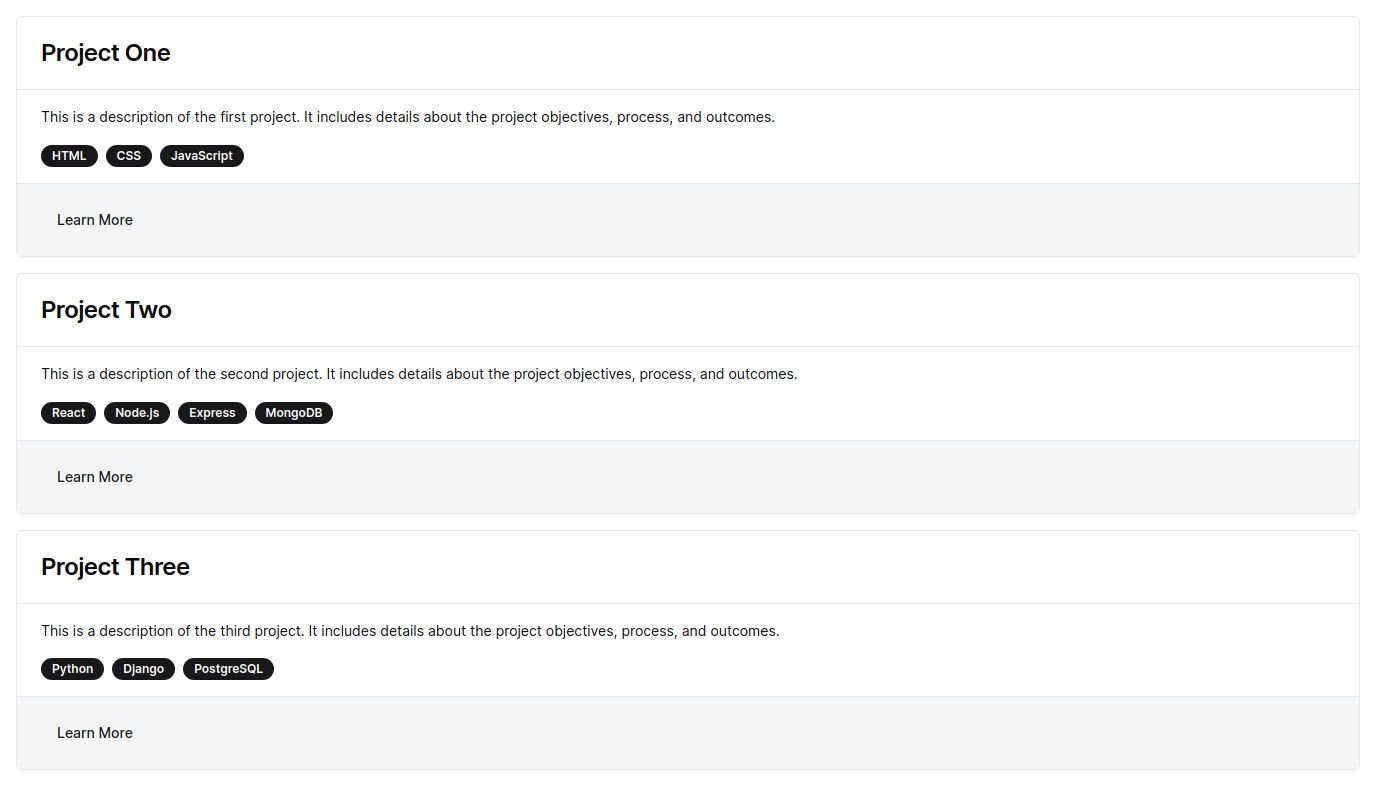 Project One
This is a description of the first project. It includes details about the project objectives, process, and outcomes.
HTML CSS JavaScript
Learn More
Project Two
This is a description of the second project. It includes details about the project objectives, process, and outcomes.
React Node.js Express MongoDB
Learn More
Project Three
This is a description of the third project. It includes details about the project objectives, process, and outcomes.
Python Django PostgreSQL
Learn More